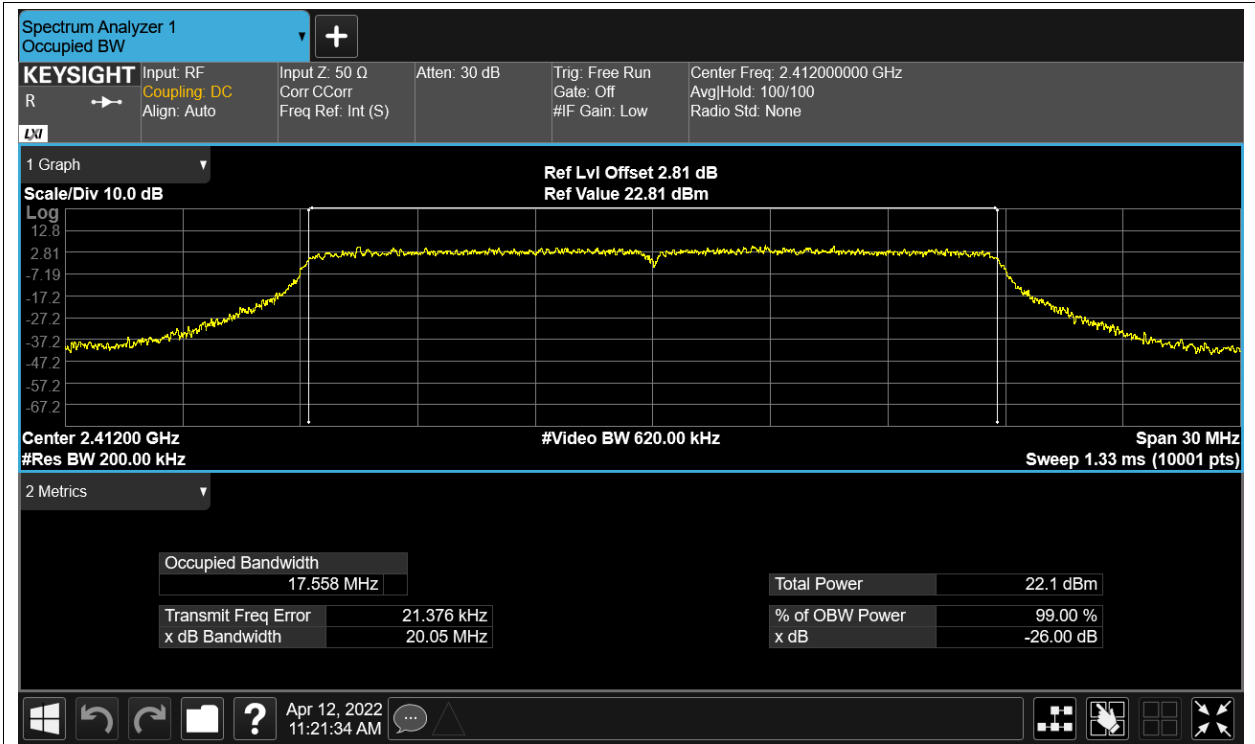 Spectrum Analyzer 1
Occupied BW
+
KEYSIGHT
R
LXI
Input: RF
Coupling: DC
Align: Auto
Input Z: 50 Ω
Corr CCorr
Freq Ref: Int (S)
Atten: 30 dB
Trig: Free Run
Gate: Off
#IF Gain: Low
Center Freq: 2.412000000 GHz
Avg|Hold: 100/100
Radio Std: None
1 Graph
Scale/Div 10.0 dB
Ref Lvl Offset 2.81 dB
Ref Value 22.81 dBm
Log
12.8
2.81
-7.19
-17.2
-27.2
-37.2
-47.2
-57.2
-67.2
Center 2.41200 GHz
#Res BW 200.00 kHz
#Video BW 620.00 kHz
Span 30 MHz
Sweep 1.33 ms (10001 pts)
2 Metrics
Occupied Bandwidth
17.558 MHz
Transmit Freq Error 21.376 kHz
x dB Bandwidth 20.05 MHz
Total Power 22.1 dBm
% of OBW Power 99.00 %
x dB -26.00 dB
?
Apr 12, 2022
11:21:34 AM